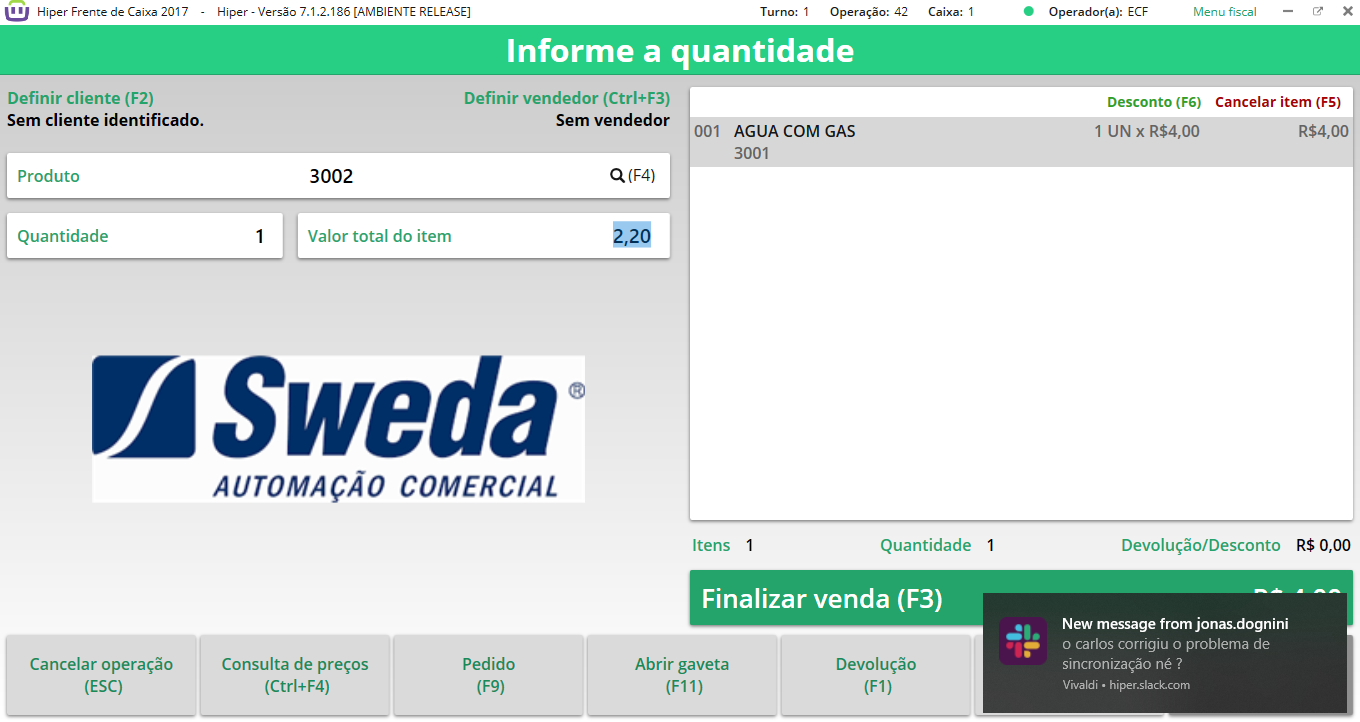 Hiper Frente de Caixa 2017 - Hiper - Versão 7.1.2.186 [AMBIENTE RELEASE] Turno: 1 Operação: 42 Caixa: 1 Operador(a): ECF Menu fiscal
Informe a quantidade
Definir cliente (F2) Definir vendedor (Ctrl+F3)
Sem cliente identificado. Sem vendedor
Produto 3002 (F4)
Quantidade 1 Valor total do item 2,20
Sweda ®
AUTOMAÇÃO COMERCIAL
Desconto (F6) Cancelar item (F5)
001 AGUA COM GAS 1 UN x R$4,00 R$4,00
3001
Itens 1 Quantidade 1 Devolução/Desconto R$ 0,00
Finalizar venda (F3)
Cancelar operação
(ESC)
Consulta de preços
(Ctrl+F4)
Pedido
(F9)
Abrir gaveta
(F11)
Devolução
(F1)
New message from jonas.dognini
o carlos corrigiu o problema de
sincronização né ?
Vivaldi • hiper.slack.com